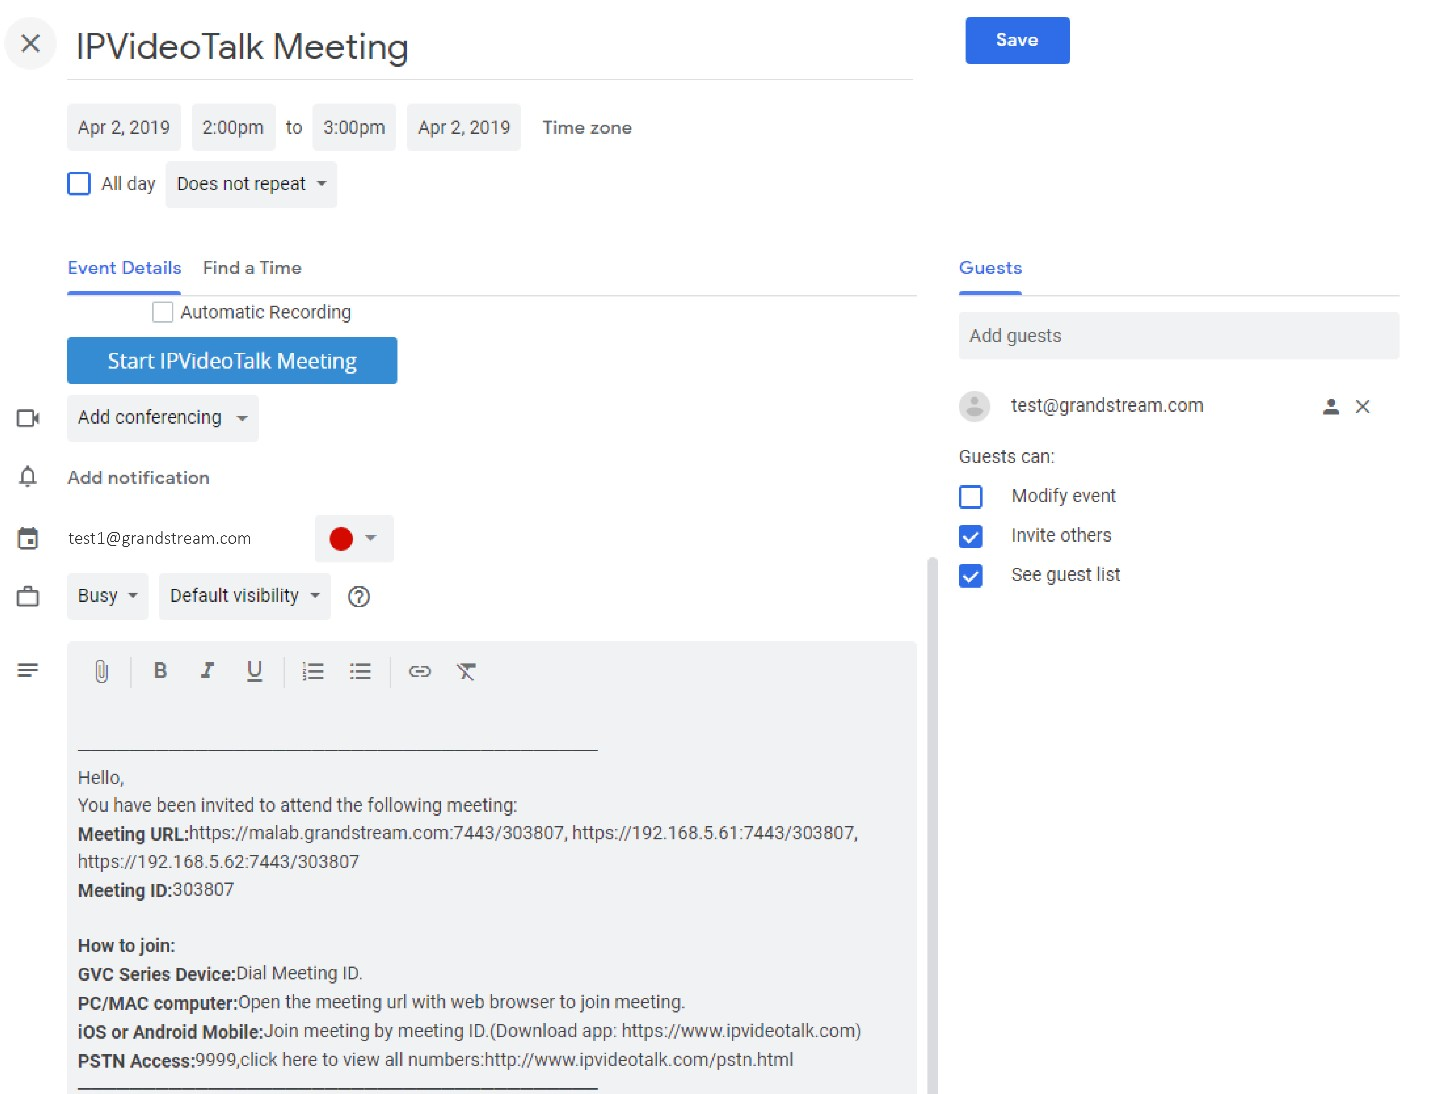 IPVideoTalk Meeting
Save
Apr 2, 2019 2:00pm to 3:00pm Apr 2, 2019 Time zone
All day Does not repeat
Event Details Find a Time
Automatic Recording
Start IPVideoTalk Meeting
Add conferencing
Add notification
test1@grandstream.com
Busy Default visibility
B I U
Hello,
You have been invited to attend the following meeting:
Meeting URL:https://malab.grandstream.com:7443/303807, https://192.168.5.61:7443/303807,
https://192.168.5.62:7443/303807
Meeting ID:303807
How to join:
GVC Series Device:Dial Meeting ID.
PC/MAC computer:Open the meeting url with web browser to join meeting.
iOS or Android Mobile:Join meeting by meeting ID.(Download app: https://www.ipvideotalk.com)
PSTN Access:9999,click here to view all numbers:http://www.ipvideotalk.com/pstn.html
Guests
Add guests
test@grandstream.com
Guests can:
Modify event
Invite others
See guest list